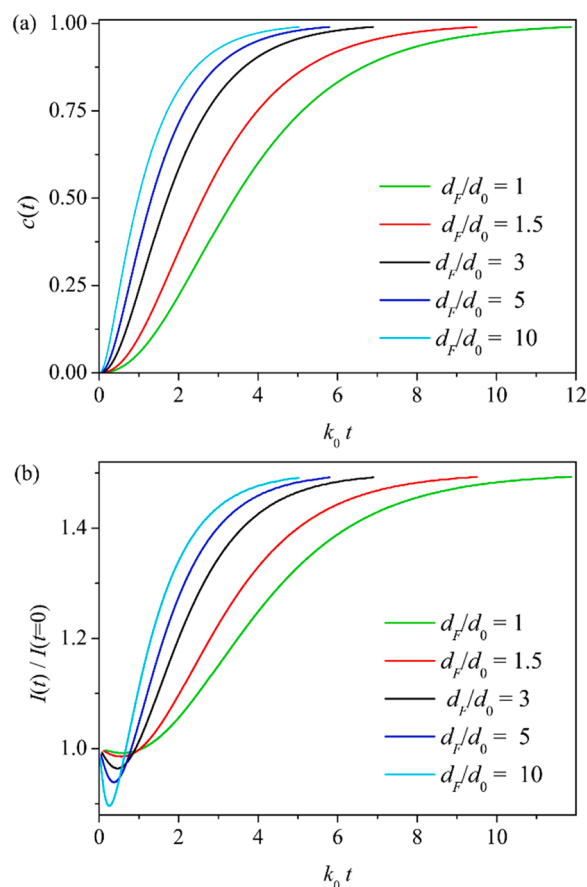 (a)
1.00
0.75
0.50
0.25
0.00
c(t)
d_F/d_0 = 1
d_F/d_0 = 1.5
d_F/d_0 = 3
d_F/d_0 = 5
d_F/d_0 = 10
0 2 4 6 8 10 12
k_0 t
(b)
1.4
1.2
1.0
I(t) / I(t=0)
d_F/d_0 = 1
d_F/d_0 = 1.5
d_F/d_0 = 3
d_F/d_0 = 5
d_F/d_0 = 10
0 2 4 6 8 10
k_0 t